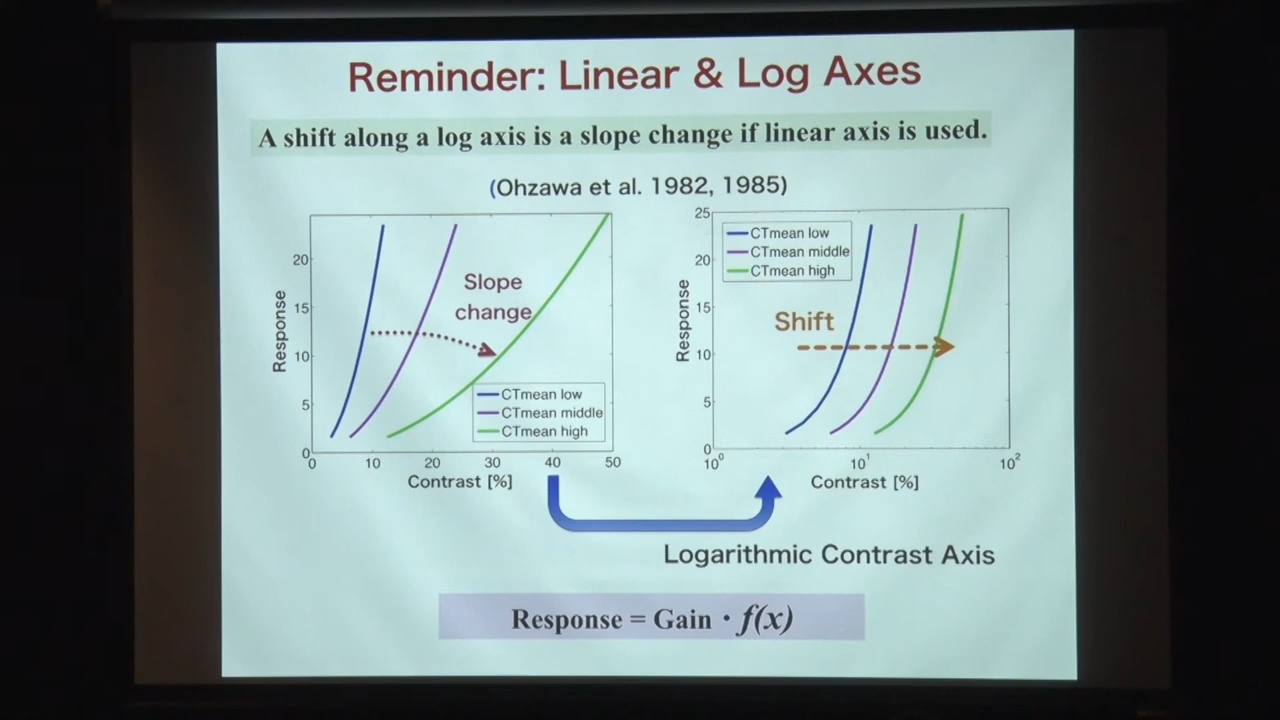 Reminder: Linear & Log Axes
A shift along a log axis is a slope change if linear axis is used.
(Ohzawa et al. 1982, 1985)
Response
20
15
10
5
0
Slope
change
CTmean low
CTmean middle
CTmean high
0 10 20 30 40 50
Contrast [%]
Response
25
20
15
10
5
0
CTmean low
CTmean middle
CTmean high
Shift
10⁰ 10¹ 10²
Contrast [%]
Logarithmic Contrast Axis
Response = Gain · f(x)